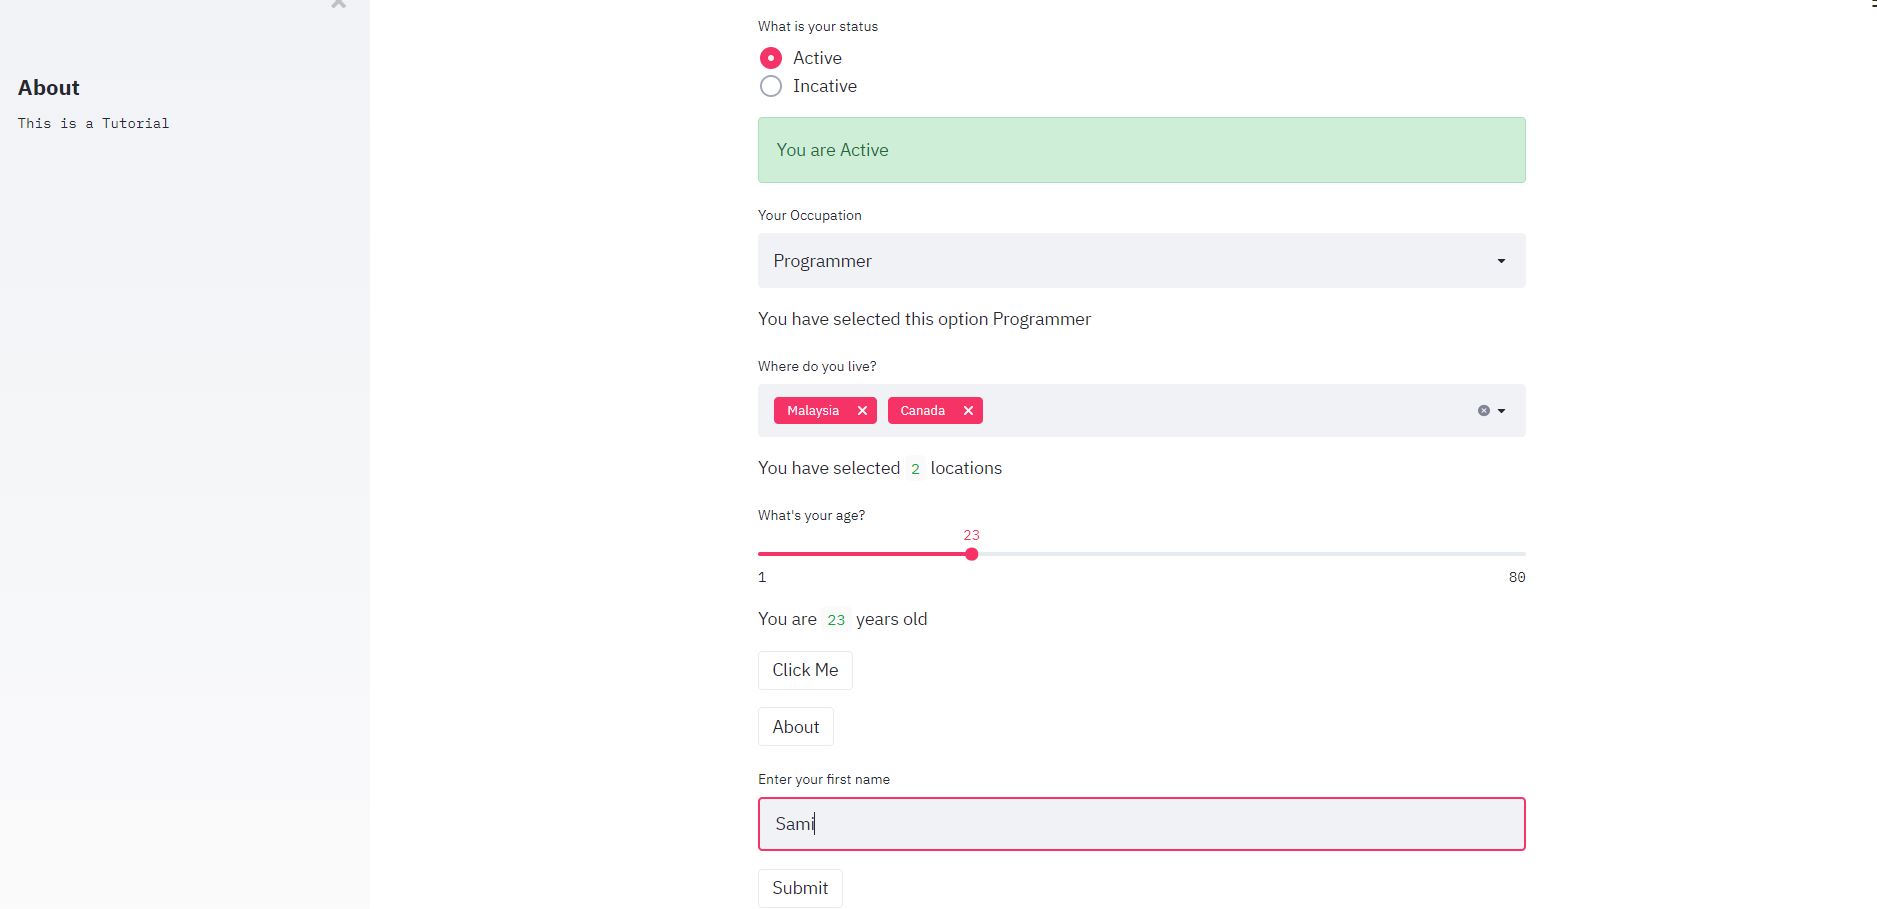 About
This is a Tutorial
What is your status
Active
Incative
You are Active
Your Occupation
Programmer
You have selected this option Programmer
Where do you live?
Malaysia Canada
You have selected 2 locations
What's your age?
23
1 80
You are 23 years old
Click Me
About
Enter your first name
Sami
Submit